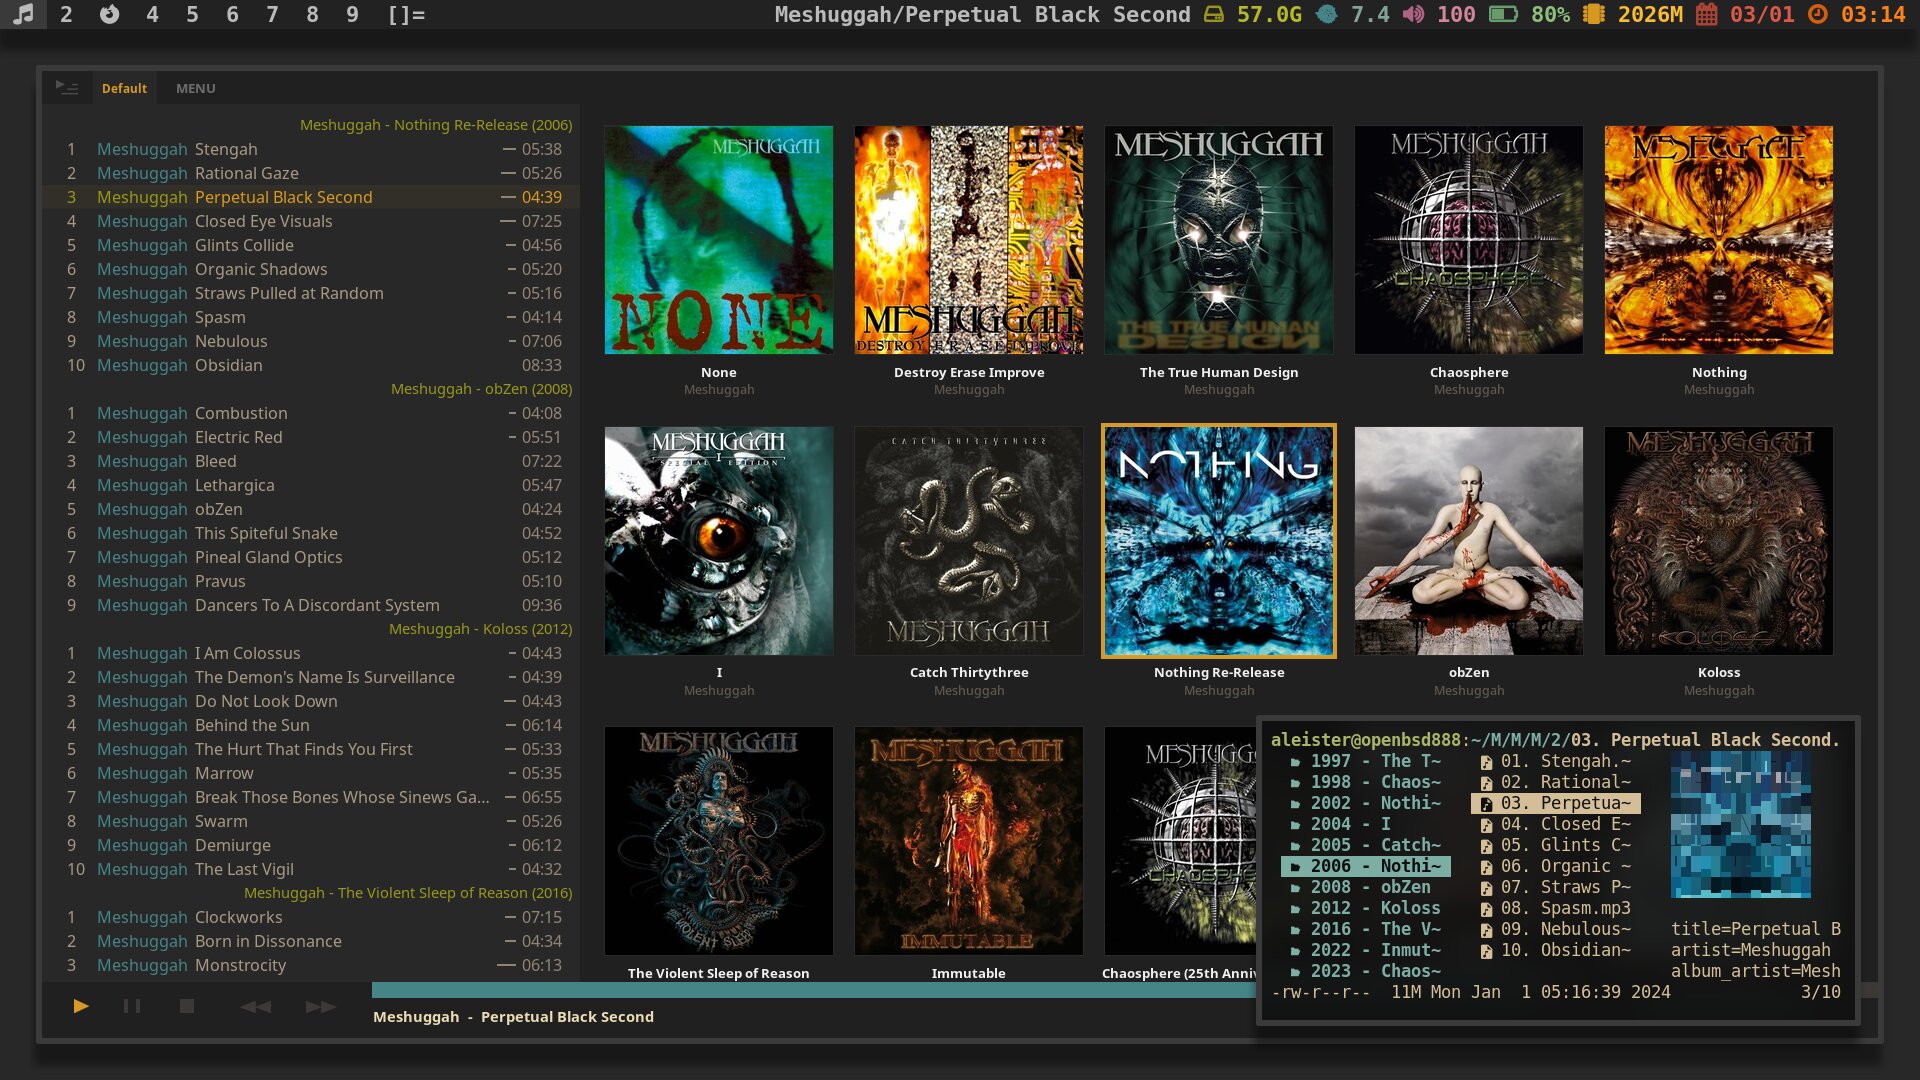 2 4 5 6 7 8 9 []=
Meshuggah/Perpetual Black Second 57.0G 7.4 100 80% 2026M 03/01 03:14
Default MENU
Meshuggah - Nothing Re-Release (2006)
1 Meshuggah Stengah — 05:38
2 Meshuggah Rational Gaze — 05:26
3 Meshuggah Perpetual Black Second — 04:39
4 Meshuggah Closed Eye Visuals — 07:25
5 Meshuggah Glints Collide – 04:56
6 Meshuggah Organic Shadows – 05:20
7 Meshuggah Straws Pulled at Random – 05:16
8 Meshuggah Spasm – 04:14
9 Meshuggah Nebulous – 07:06
10 Meshuggah Obsidian 08:33
Meshuggah - obZen (2008)
1 Meshuggah Combustion – 04:08
2 Meshuggah Electric Red – 05:51
3 Meshuggah Bleed 07:22
4 Meshuggah Lethargica 05:47
5 Meshuggah obZen 04:24
6 Meshuggah This Spiteful Snake 04:52
7 Meshuggah Pineal Gland Optics 05:12
8 Meshuggah Pravus 05:10
9 Meshuggah Dancers To A Discordant System 09:36
Meshuggah - Koloss (2012)
1 Meshuggah I Am Colossus – 04:43
2 Meshuggah The Demon's Name Is Surveillance – 04:39
3 Meshuggah Do Not Look Down — 04:43
4 Meshuggah Behind the Sun – 06:14
5 Meshuggah The Hurt That Finds You First – 05:33
6 Meshuggah Marrow – 05:35
7 Meshuggah Break Those Bones Whose Sinews Ga... – 06:55
8 Meshuggah Swarm – 05:26
9 Meshuggah Demiurge – 06:12
10 Meshuggah The Last Vigil – 04:32
Meshuggah - The Violent Sleep of Reason (2016)
1 Meshuggah Clockworks – 07:15
2 Meshuggah Born in Dissonance – 04:34
3 Meshuggah Monstrocity — 06:13
MESHUGGAH
NONE
MESHUGGAH
DESTROY ERASE IMPROVE
MESHUGGAH
THE TRUE HUMAN
DESIGN
MESHUGGAH
CHAOSPHERE
MESHUGGAH
None
Meshuggah
Destroy Erase Improve
Meshuggah
The True Human Design
Meshuggah
Chaosphere
Meshuggah
Nothing
Meshuggah
MESHUGGAH
I
SPECIAL EDITION
CATCH THIRTYTHREE
MESHUGGAH
NOTHING
MESHUGGAH
KOLOSS
I
Meshuggah
Catch Thirtythree
Meshuggah
Nothing Re-Release
Meshuggah
obZen
Meshuggah
Koloss
Meshuggah
MESHUGGAH
VIOLENT SLEEP
MESHUGGAH
IMMUTABLE
MESHUGGAH
CHAOSPHERE
The Violent Sleep of Reason
Immutable
Chaosphere (25th Anniv
aleister@openbsd888:~/M/M/M/2/03. Perpetual Black Second.
1997 - The T~ 01. Stengah.~
1998 - Chaos~ 02. Rational~
2002 - Nothi~ 03. Perpetua~
2004 - I 04. Closed E~
2005 - Catch~ 05. Glints C~
2006 - Nothi~ 06. Organic ~
2008 - obZen 07. Straws P~
2012 - Koloss 08. Spasm.mp3
2016 - The V~ 09. Nebulous~ title=Perpetual B
2022 - Inmut~ 10. Obsidian~ artist=Meshuggah
2023 - Chaos~ album_artist=Mesh
-rw-r--r-- 11M Mon Jan 1 05:16:39 2024 3/10
Meshuggah - Perpetual Black Second